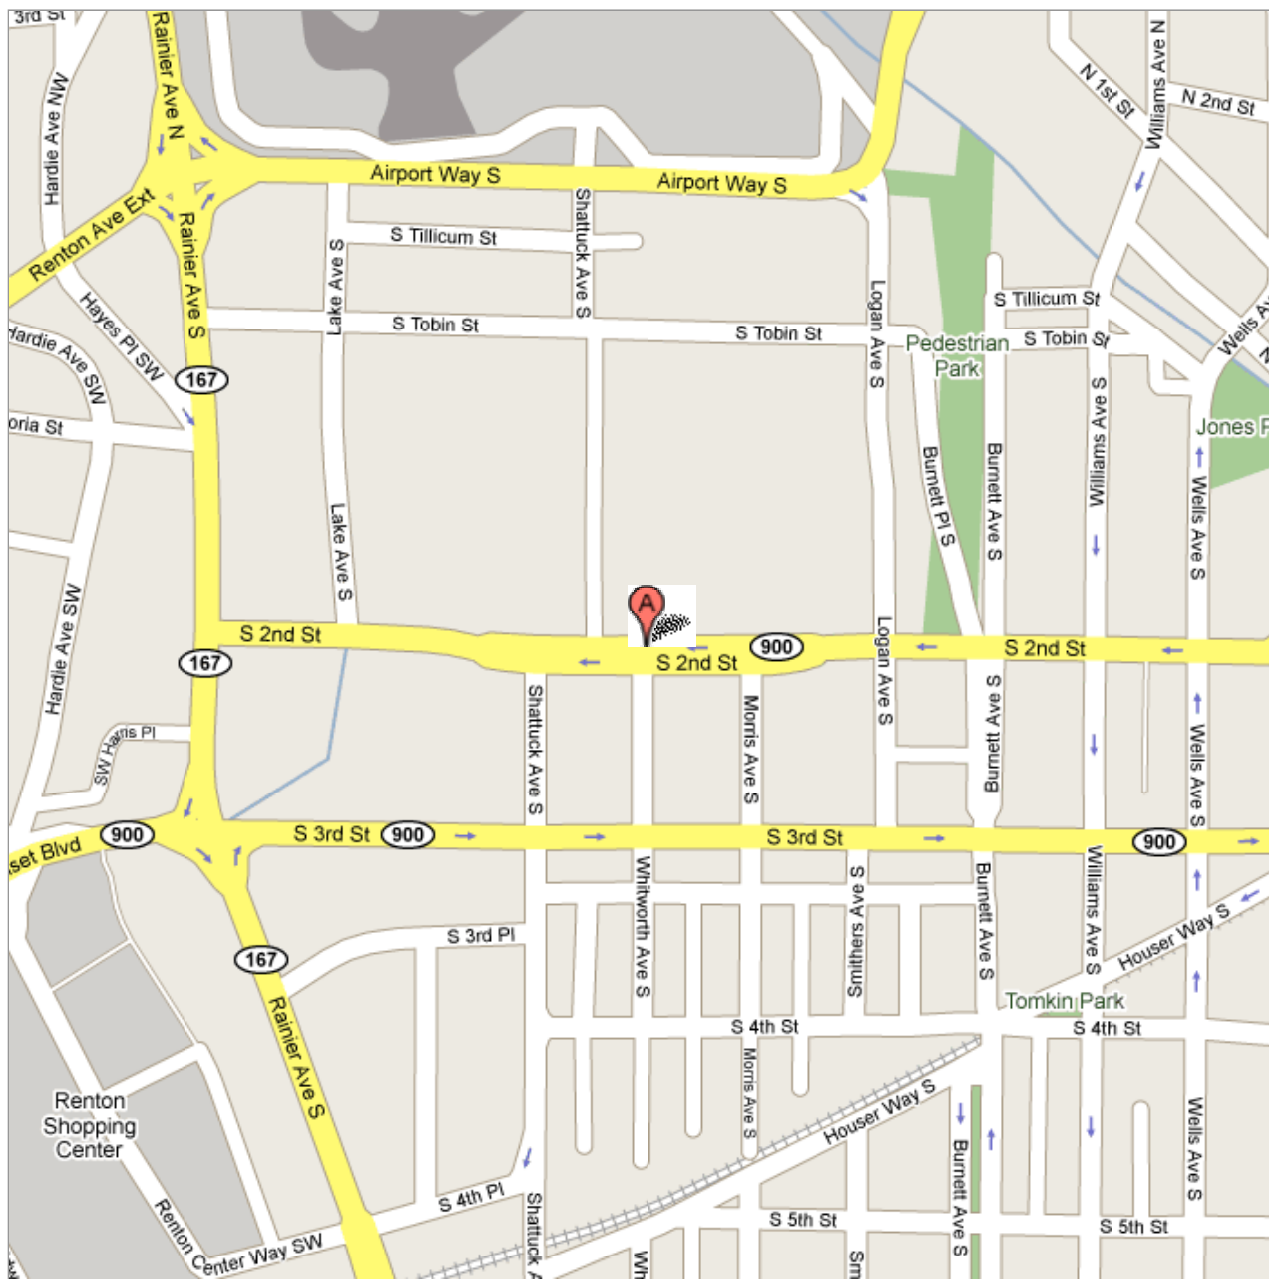 3rd St
Rainier Ave N
Hardie Ave NW
Williams Ave N
N 1st St
N 2nd St
Airport Way S
Airport Way S
Renton Ave Ext
Rainier Ave S
Shattuck Ave S
S Tillicum St
Lake Ave S
Logan Ave S
S Tillicum St
Hayes Pl SW
S Tobin St
S Tobin St
S Tobin St
Wells Av
N
Hardie Ave SW
Pedestrian
Park
167
oria St
Williams Ave S
Jones P
Burnett Pl S
Burnett Ave S
Wells Ave S
Lake Ave S
Hardie Ave SW
A
S 2nd St
900
S 2nd St
S 2nd St
Logan Ave S
167
Shattuck Ave S
Morris Ave S
Burnett Ave S
Wells Ave S
SW Harris Pl
900
S 3rd St
900
S 3rd St
900
set Blvd
Whitworth Ave S
Smithers Ave S
Burnett Ave S
Williams Ave S
Houser Way S
S 3rd Pl
167
Tomkin Park
Rainier Ave S
S 4th St
S 4th St
Morris Ave S
Renton
Shopping
Center
Houser Way S
Burnett Ave S
Wells Ave S
S 4th Pl
Shattuck A
S 5th St
S 5th St
Renton Center Way SW
Wh
Sm